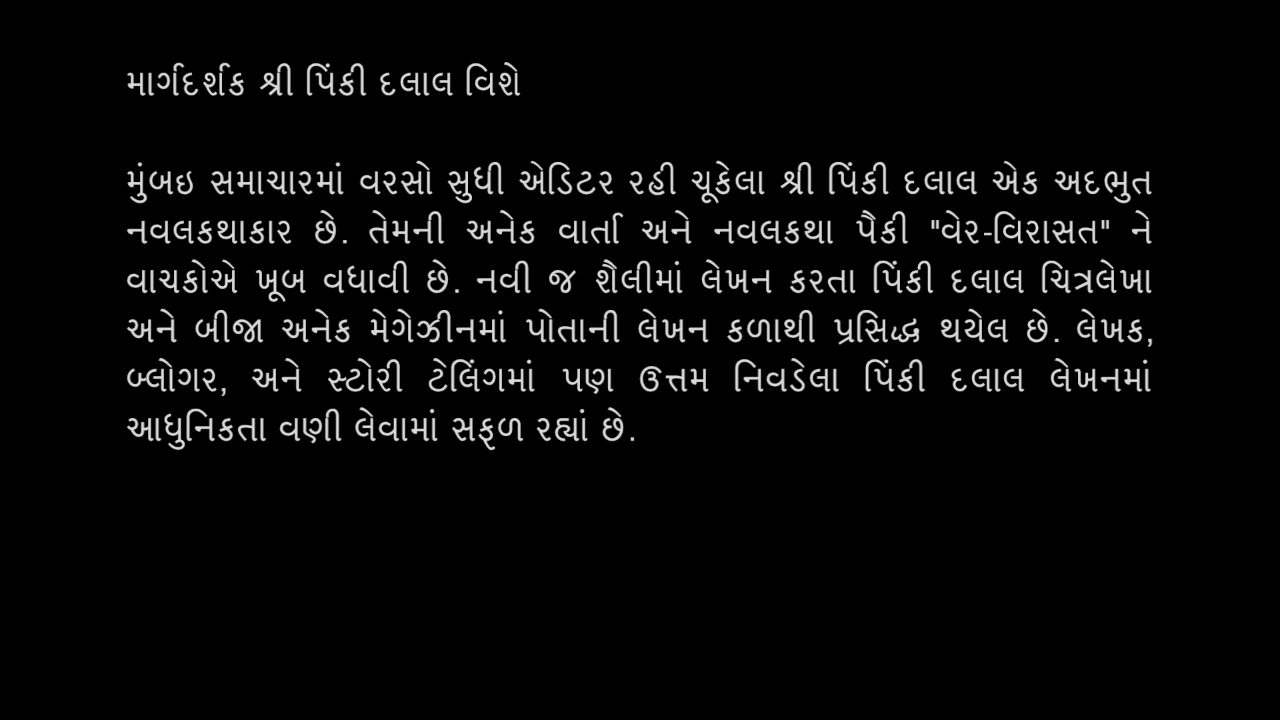 માર્ગદર્શક શ્રી પિંકી દલાલ વિશે
મુંબઇ સમાચારમાં વરસો સુધી એડિટર રહી ચૂકેલા શ્રી પિંકી દલાલ એક અદભુત
નવલકથાકાર છે. તેમની અનેક વાર્તા અને નવલકથા પૈકી "વેર-વિરાસત" ને
વાચકોએ ખૂબ વધાવી છે. નવી જ શૈલીમાં લેખન કરતા પિંકી દલાલ ચિત્રલેખા
અને બીજા અનેક મેગેઝીનમાં પોતાની લેખન કળાથી પ્રસિદ્ધ થયેલ છે. લેખક,
બ્લોગર, અને સ્ટોરી ટેલિંગમાં પણ ઉત્તમ નિવડેલા પિંકી દલાલ લેખનમાં
આધુનિકતા વણી લેવામાં સફળ રહ્યાં છે.